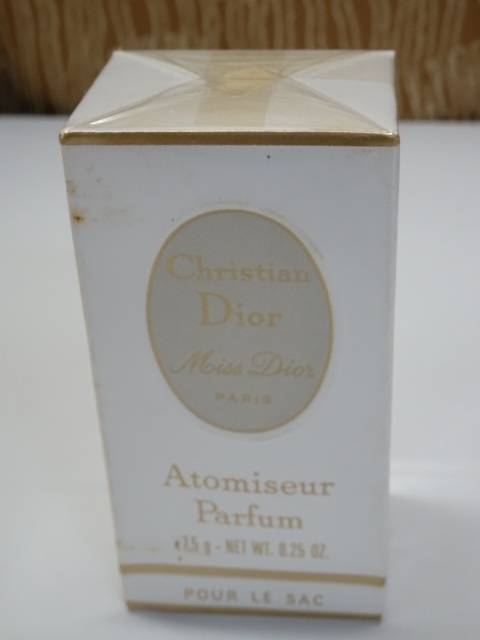 Christian
Dior
Miss Dior
PARIS
Atomiseur
Parfum
7,5 g - NET WT. 0.25 OZ.
POUR LE SAC